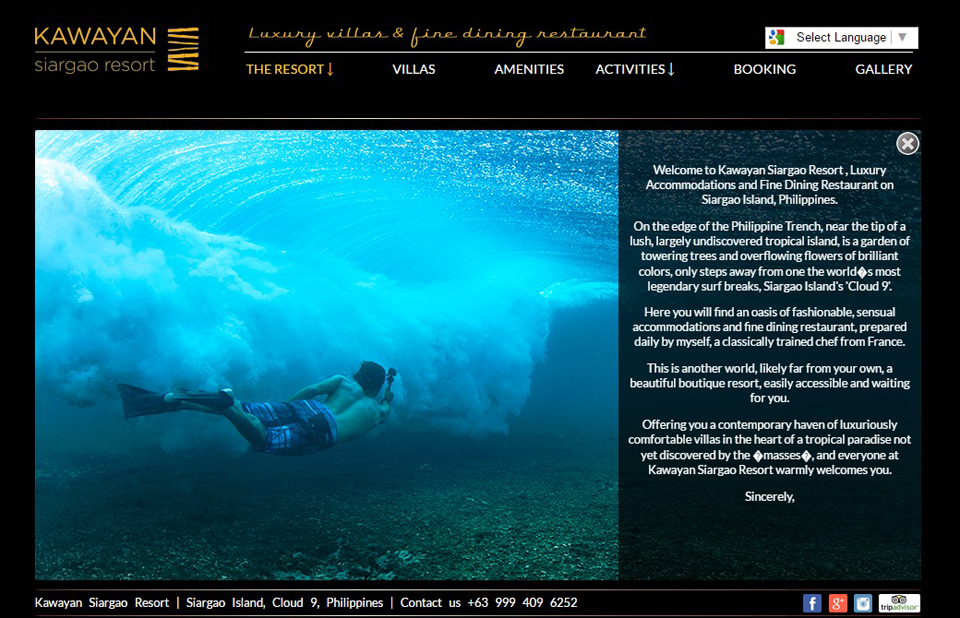 KAWAYAN
siargao resort
Luxury villas & fine dining restaurant
Select Language ▼
THE RESORT↓ VILLAS AMENITIES ACTIVITIES↓ BOOKING GALLERY
Welcome to Kawayan Siargao Resort , Luxury
Accommodations and Fine Dining Restaurant on
Siargao Island, Philippines.
On the edge of the Philippine Trench, near the tip of a
lush, largely undiscovered tropical island, is a garden of
towering trees and overflowing flowers of brilliant
colors, only steps away from one the world�s most
legendary surf breaks, Siargao Island's 'Cloud 9'.
Here you will find an oasis of fashionable, sensual
accommodations and fine dining restaurant, prepared
daily by myself, a classically trained chef from France.
This is another world, likely far from your own, a
beautiful boutique resort, easily accessible and waiting
for you.
Offering you a contemporary haven of luxuriously
comfortable villas in the heart of a tropical paradise not
yet discovered by the �masses�, and everyone at
Kawayan Siargao Resort warmly welcomes you.
Sincerely,
Kawayan Siargao Resort | Siargao Island, Cloud 9, Philippines | Contact us +63 999 409 6252
f g+ tripadvisor